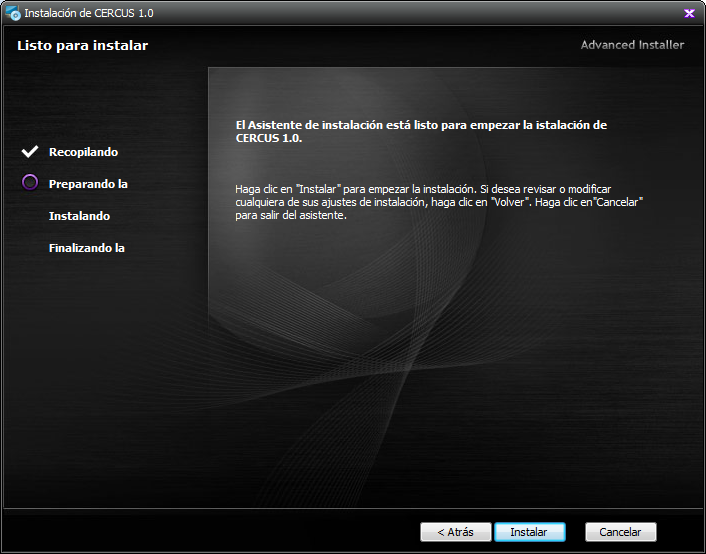 Instalación de CERCUS 1.0
Listo para instalar
Advanced Installer
Recopilando
Preparando la
Instalando
Finalizando la
El Asistente de instalación está listo para empezar la istalación de
CERCUS 1.0.
Haga clic en "Instalar" para empezar la instalación. Si desea revisar o modificar
cualquiera de sus ajustes de instalación, haga clic en "Volver". Haga clic en"Cancelar"
para salir del asistente.
< Atrás
Instalar
Cancelar